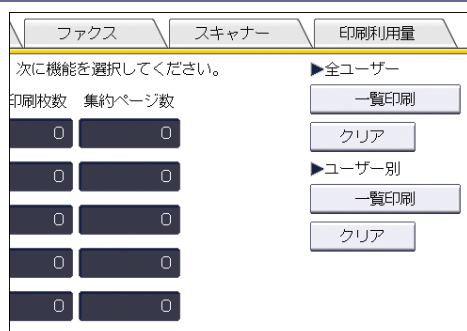 ファクス スキャナー 印刷利用量
次に機能を選択してください。 ▶全ユーザー
印刷枚数 集約ページ数 一覧印刷
0 0 クリア
▶ユーザー別
0 0 一覧印刷
0 0 クリア
0 0
0 0